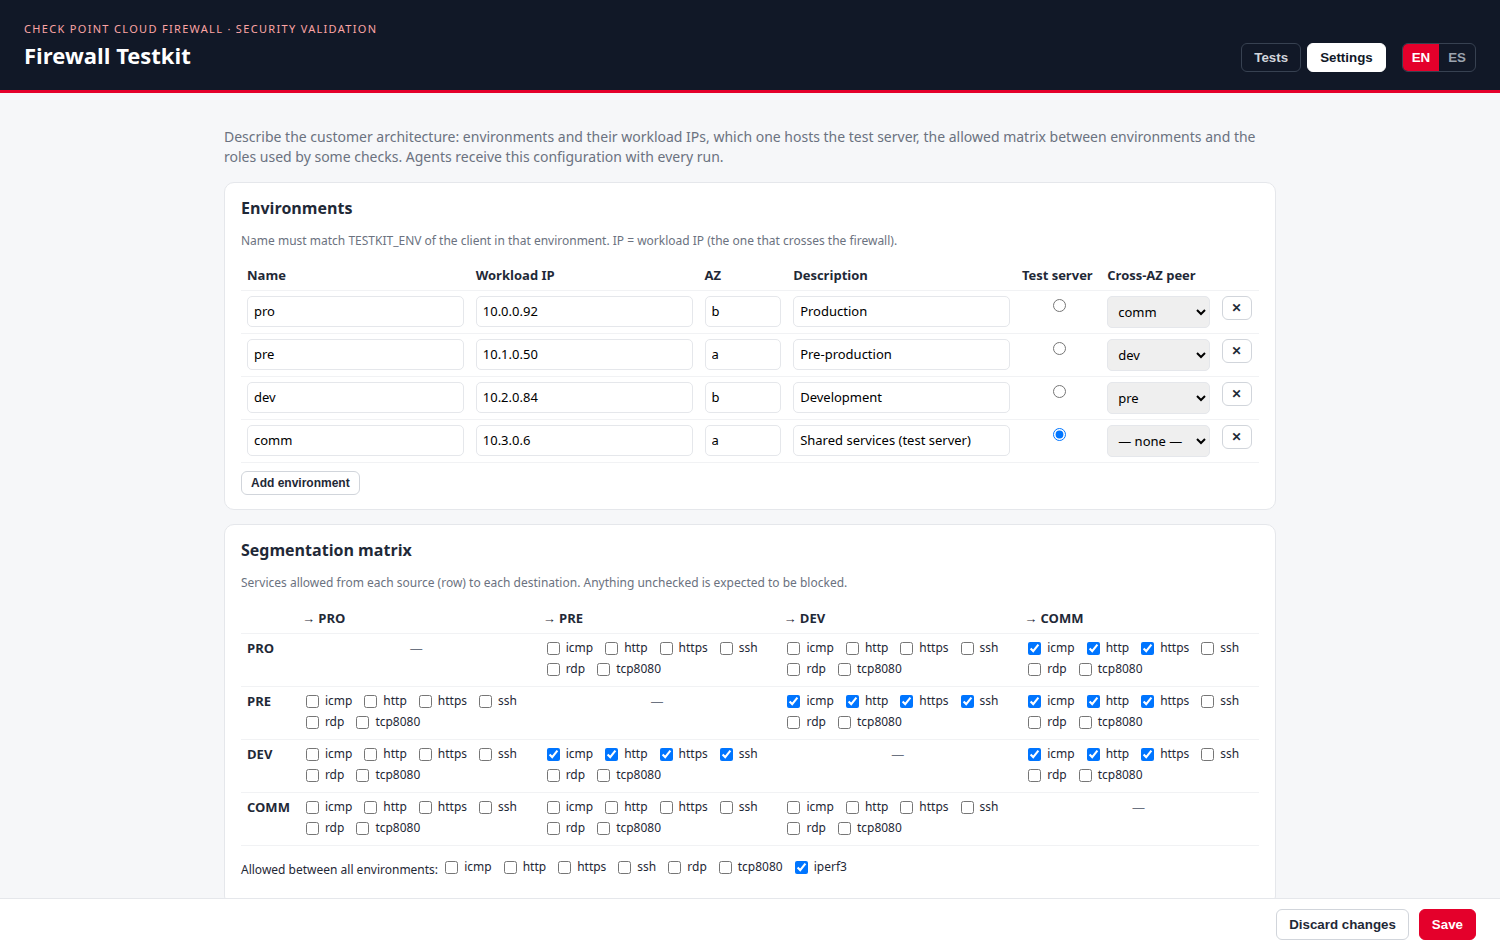 CHECK POINT CLOUD FIREWALL · SECURITY VALIDATION
Firewall Testkit
Tests Settings EN ES
Describe the customer architecture: environments and their workload IPs, which one hosts the test server, the allowed matrix between environments and the
roles used by some checks. Agents receive this configuration with every run.
Environments
Name must match TESTKIT_ENV of the client in that environment. IP = workload IP (the one that crosses the firewall).
Name Workload IP AZ Description Test server Cross-AZ peer
pro 10.0.0.92 b Production comm ✕
pre 10.1.0.50 a Pre-production dev ✕
dev 10.2.0.84 b Development pre ✕
comm 10.3.0.6 a Shared services (test server) — none — ✕
Add environment
Segmentation matrix
Services allowed from each source (row) to each destination. Anything unchecked is expected to be blocked.
→ PRO → PRE → DEV → COMM
PRO — icmp http https ssh icmp http https ssh icmp http https ssh
rdp tcp8080 rdp tcp8080 rdp tcp8080
PRE icmp http https ssh — icmp http https ssh icmp http https ssh
rdp tcp8080 rdp tcp8080 rdp tcp8080
DEV icmp http https ssh icmp http https ssh — icmp http https ssh
rdp tcp8080 rdp tcp8080 rdp tcp8080
COMM icmp http https ssh icmp http https ssh icmp http https ssh —
rdp tcp8080 rdp tcp8080 rdp tcp8080
Allowed between all environments: icmp http https ssh rdp tcp8080 iperf3
Discard changes Save